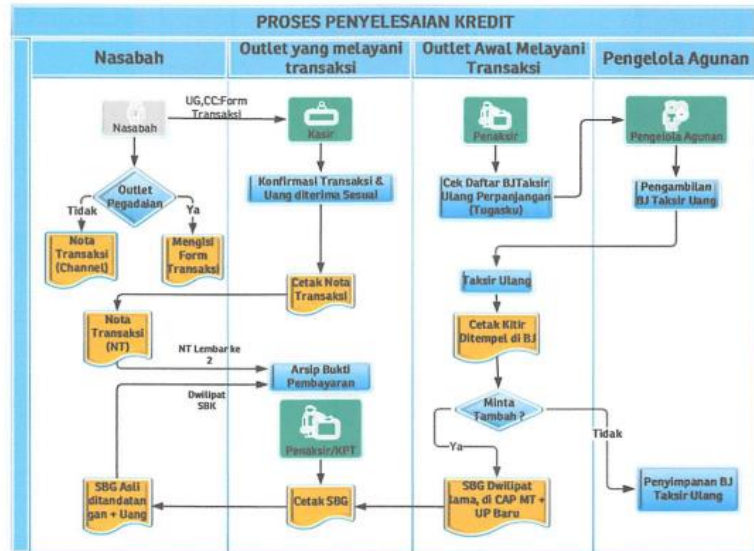 PROSES PENYELESAIAN KREDIT
Nasabah
Outlet yang melayani
transaksi
Outlet Awal Melayani
Transaksi
Pengelola Agunan
UG,CC:Form
Transaksi
Nasabah
Kasir
Penaksir
Pengelola Agunan
Outlet
Pegadaian
Tidak
Ya
Nota
Transaksi
(Channel)
Mengisi
Form
Transaksi
Konfirmasi Transaksi &
Uang diterima Sesuai
Cek Daftar BJTaksir
Ulang Perpanjangan
(Tugasku)
Pengambilan
BJ Taksir Uang
Cetak Nota
Transaksi
Taksir Ulang
Nota
Transaksi
(NT)
Cetak Kitir
Ditempel di BJ
NT Lembar ke
2
Arsip Bukti
Pembayaran
Dwilipat
SBK
Minta
Tambah ?
Tidak
Ya
Penaksir/KPT
SBG Asli
ditandatan
gan + Uang
Cetak SBG
SBG Dwilipat
lama, di CAP MT +
UP Baru
Penyimpanan BJ
Taksir Ulang